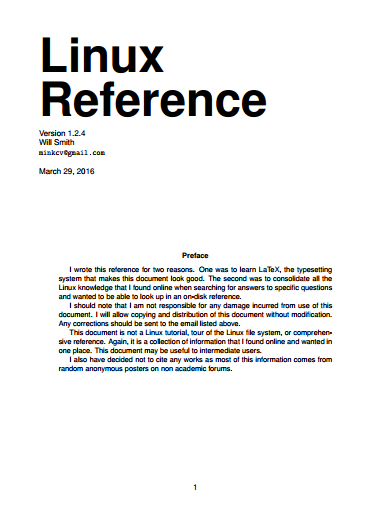 Linux
Reference
Version 1.2.4
Will Smith
minkcv@gmail.com
March 29, 2016
Preface
I wrote this reference for two reasons. One was to learn LaTeX, the typesetting
system that makes this document look good. The second was to consolidate all the
Linux knowledge that I found online when searching for answers to specific questions
and wanted to be able to look up in an on-disk reference.
I should note that I am not responsible for any damage incurred from use of this
document. I will allow copying and distribution of this document without modification.
Any corrections should be sent to the email listed above.
This document is not a Linux tutorial, tour of the Linux file system, or comprehen-
sive reference. Again, it is a collection of information that I found online and wanted in
one place. This document may be useful to intermediate users.
I also have decided not to cite any works as most of this information comes from
random anonymous posters on non academic forums.
1